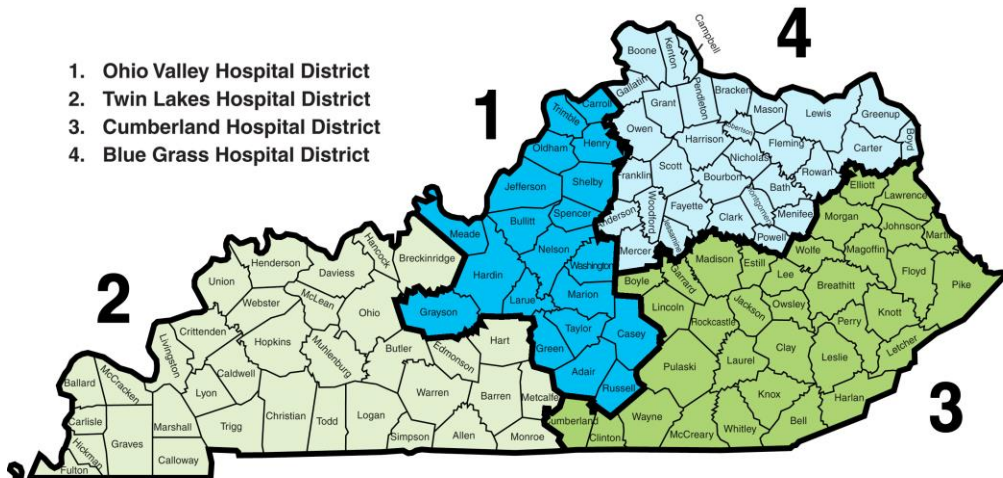 1. Ohio Valley Hospital District
2. Twin Lakes Hospital District
3. Cumberland Hospital District
4. Blue Grass Hospital District
4
Campbell
Boone
Kenton
Gallatin
Grant
Pendleton
Bracken
Mason
Lewis
Greenup
Boyd
Carter
Owen
Harrison
Robertson
Fleming
Nicholas
Rowan
Franklin
Scott
Bourbon
Bath
Montgomery
Menifee
Fayette
Clark
Powell
Woodford
Jessamine
Anderson
Mercer
1
Carroll
Trimble
Henry
Oldham
Shelby
Jefferson
Spencer
Bullitt
Meade
Nelson
Washington
Hardin
Larue
Marion
Grayson
Taylor
Casey
Green
Adair
Russell
2
Hancock
Breckinridge
Henderson
Daviess
Union
Webster
McLean
Ohio
Crittenden
Hopkins
Muhlenburg
Butler
Edmonson
Hart
Livingston
Caldwell
Lyon
Warren
Barren
Metcalfe
McCracken
Ballard
Carlisle
Marshall
Trigg
Christian
Todd
Logan
Simpson
Allen
Monroe
Graves
Hickman
Fulton
Calloway
3
Elliott
Lawrence
Morgan
Johnson
Martin
Magoffin
Wolfe
Floyd
Pike
Madison
Estill
Lee
Breathitt
Boyle
Garrard
Lincoln
Rockcastle
Jackson
Owsley
Perry
Knott
Letcher
Pulaski
Laurel
Clay
Leslie
Harlan
Knox
Bell
Whitley
McCreary
Wayne
Clinton
Cumberland